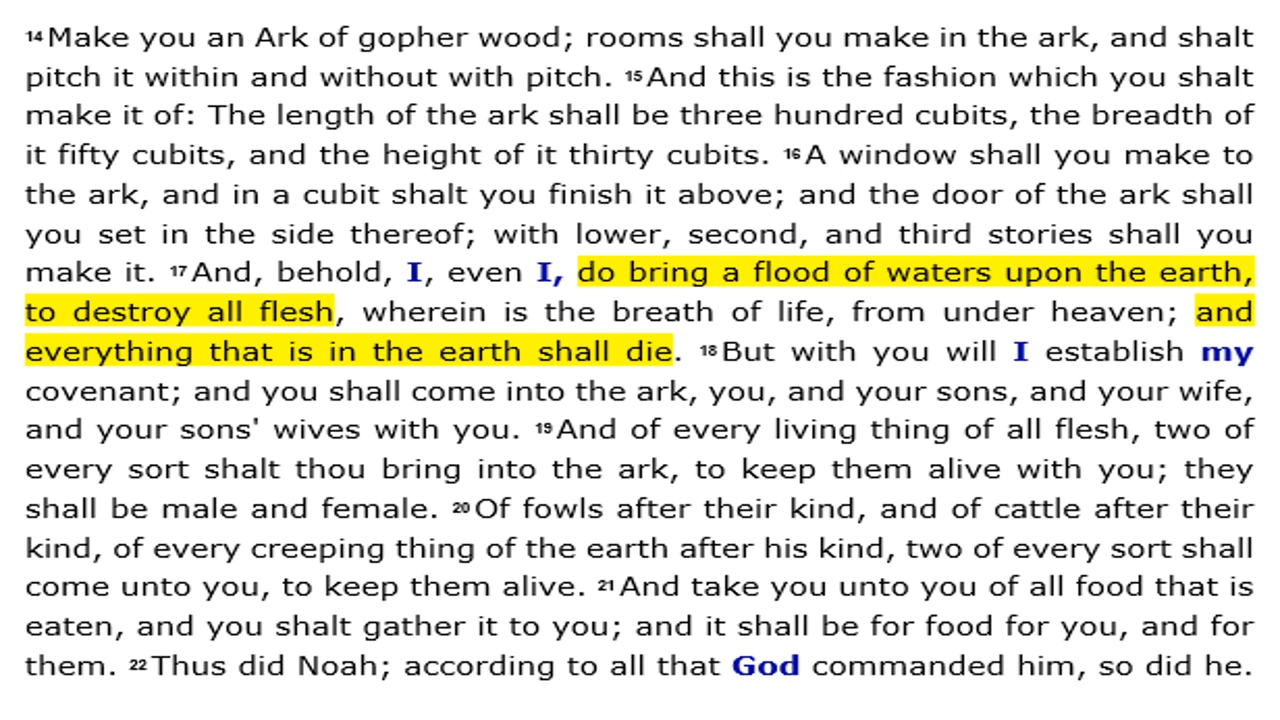 14 Make you an Ark of gopher wood; rooms shall you make in the ark, and shalt
pitch it within and without with pitch. 15 And this is the fashion which you shalt
make it of: The length of the ark shall be three hundred cubits, the breadth of
it fifty cubits, and the height of it thirty cubits. 16 A window shall you make to
the ark, and in a cubit shalt you finish it above; and the door of the ark shall
you set in the side thereof; with lower, second, and third stories shall you
make it. 17 And, behold, I, even I, do bring a flood of waters upon the earth,
to destroy all flesh, wherein is the breath of life, from under heaven; and
everything that is in the earth shall die. 18 But with you will I establish my
covenant; and you shall come into the ark, you, and your sons, and your wife,
and your sons' wives with you. 19 And of every living thing of all flesh, two of
every sort shalt thou bring into the ark, to keep them alive with you; they
shall be male and female. 20 Of fowls after their kind, and of cattle after their
kind, of every creeping thing of the earth after his kind, two of every sort shall
come unto you, to keep them alive. 21 And take you unto you of all food that is
eaten, and you shalt gather it to you; and it shall be for food for you, and for
them. 22 Thus did Noah; according to all that God commanded him, so did he.